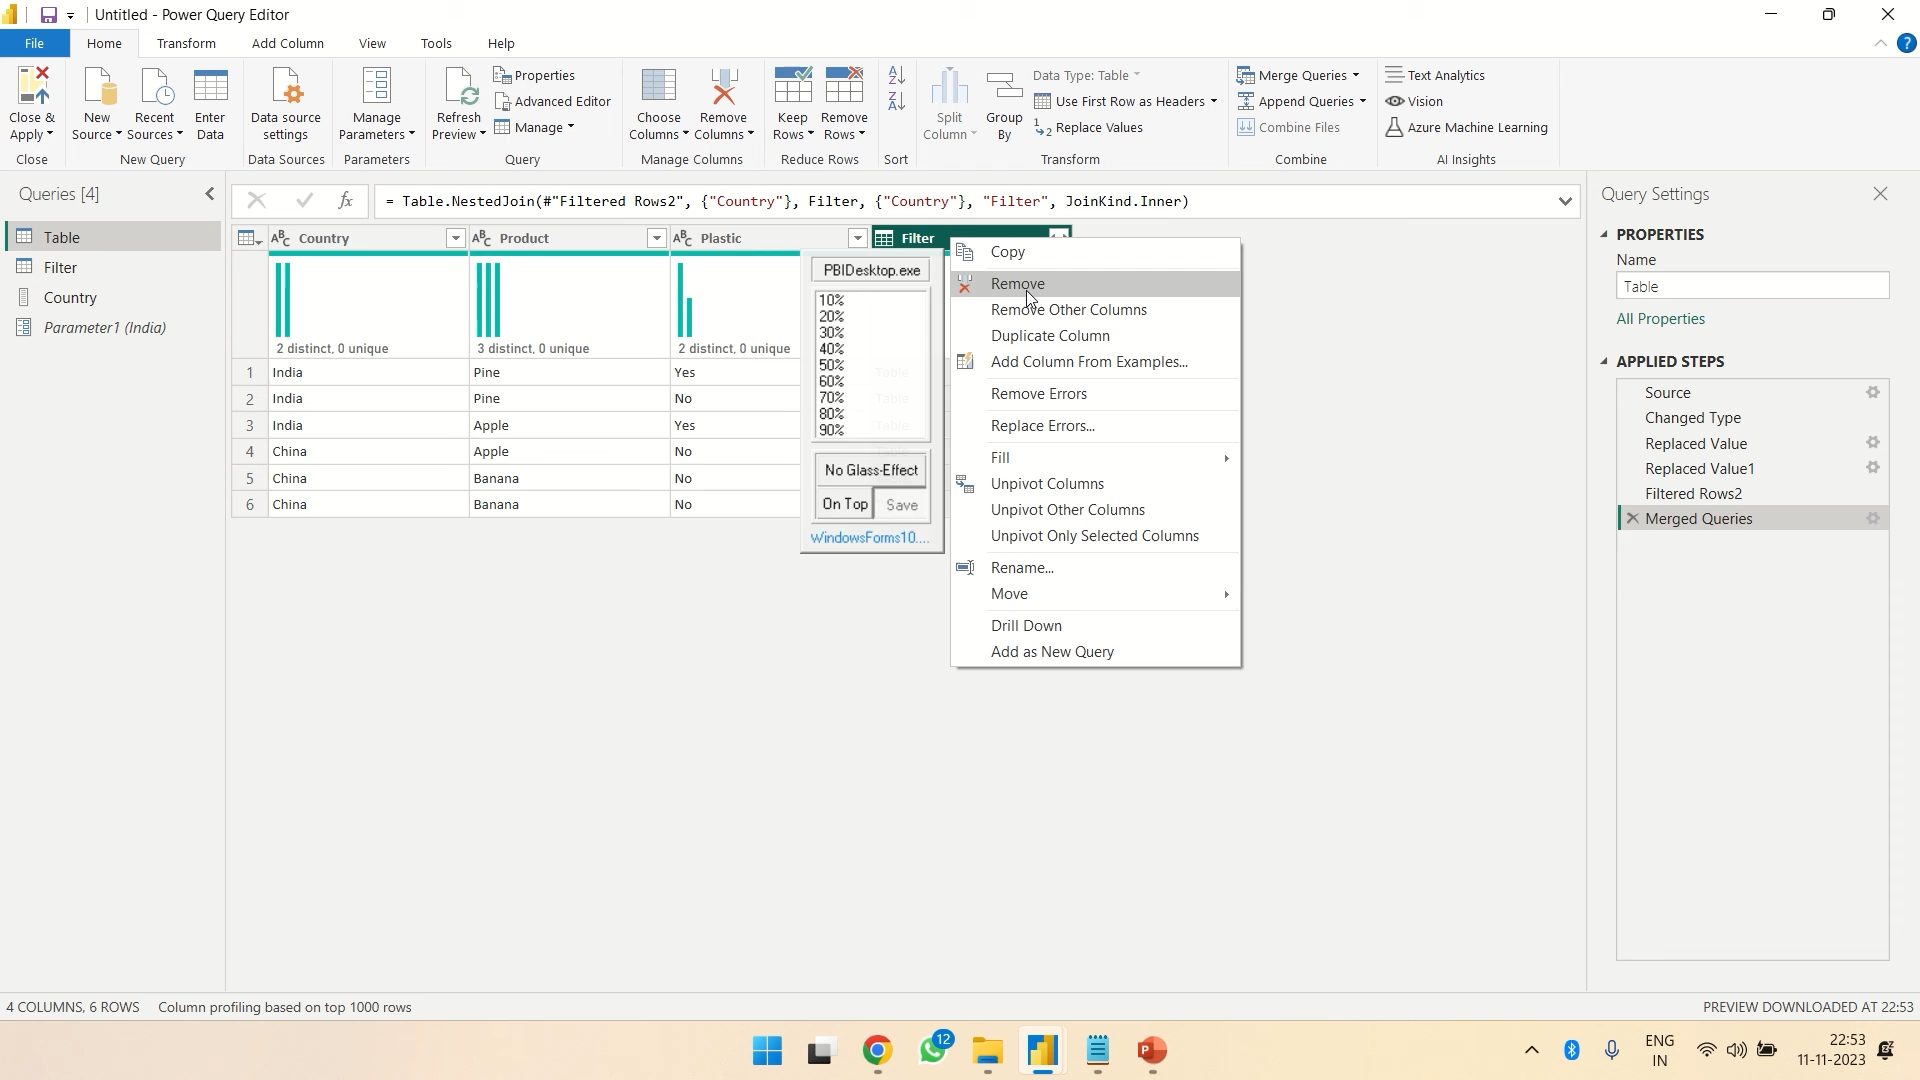 Untitled - Power Query Editor
File Home Transform Add Column View Tools Help
Close & Apply
Close
New Source
Recent Sources
Enter Data
New Query
Data source settings
Data Sources
Manage Parameters
Parameters
Refresh Preview
Properties
Advanced Editor
Manage
Query
Choose Columns
Remove Columns
Manage Columns
Keep Rows
Remove Rows
Reduce Rows
A
Z
Z
A
Sort
Split Column
Group By
Data Type: Table
Use First Row as Headers
1 2 Replace Values
Transform
Merge Queries
Append Queries
Combine Files
Combine
Text Analytics
Vision
Azure Machine Learning
AI Insights
Queries [4]
Table
Filter
Country
Parameter1 (India)
fx
= Table.NestedJoin(#"Filtered Rows2", {"Country"}, Filter, {"Country"}, "Filter", JoinKind.Inner)
ABC Country ABC Product ABC Plastic Filter
2 distinct, 0 unique 3 distinct, 0 unique 2 distinct, 0 unique
1 India Pine Yes Table
2 India Pine No Table
3 India Apple Yes Table
4 China Apple No
5 China Banana No
6 China Banana No
PBIDesktop.exe
10%
20%
30%
40%
50%
60%
70%
80%
90%
No Glass-Effect
On Top Save
WindowsForms10....
Copy
Remove
Remove Other Columns
Duplicate Column
Add Column From Examples...
Remove Errors
Replace Errors...
Fill
Unpivot Columns
Unpivot Other Columns
Unpivot Only Selected Columns
Rename...
Move
Drill Down
Add as New Query
Query Settings
PROPERTIES
Name
Table
All Properties
APPLIED STEPS
Source
Changed Type
Replaced Value
Replaced Value1
Filtered Rows2
Merged Queries
4 COLUMNS, 6 ROWS Column profiling based on top 1000 rows
PREVIEW DOWNLOADED AT 22:53
12
P
ENG
IN
22:53
11-11-2023